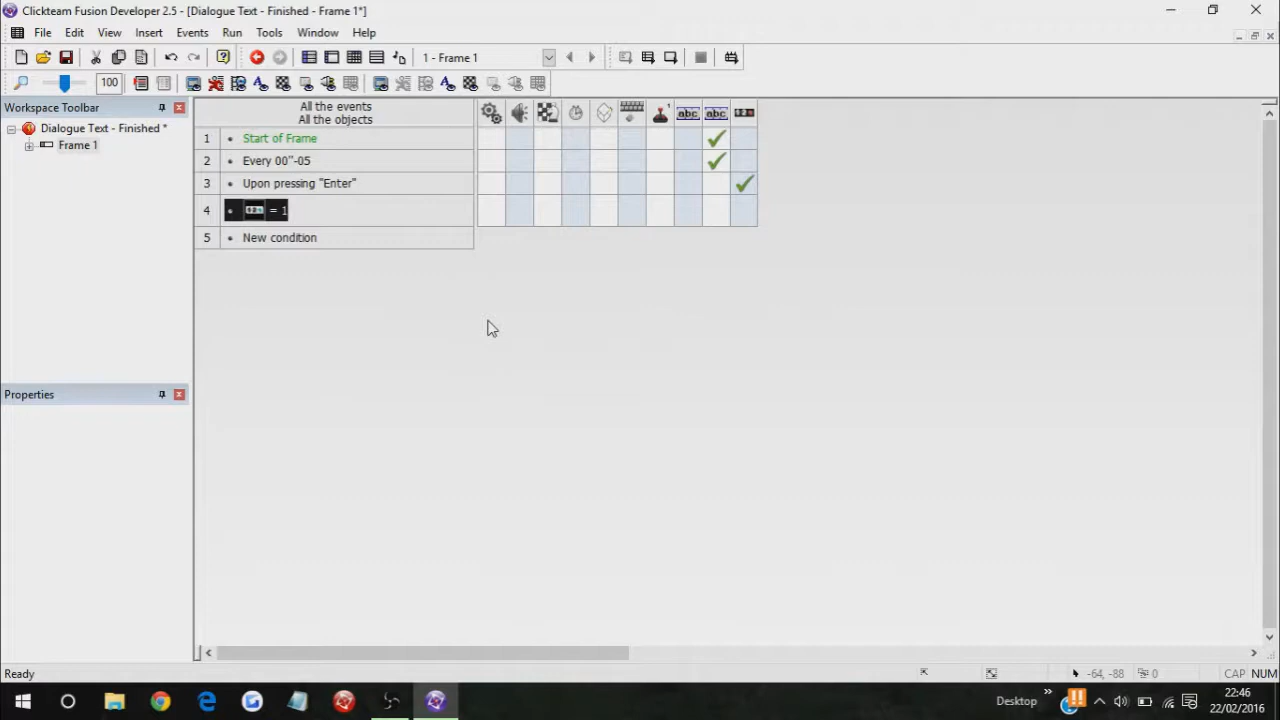 Clickteam Fusion Developer 2.5 - [Dialogue Text - Finished - Frame 1*]
File Edit View Insert Events Run Tools Window Help
1 - Frame 1
100
Workspace Toolbar
Dialogue Text - Finished *
Frame 1
Properties
All the events
All the objects
1 • Start of Frame
2 • Every 00"-05
3 • Upon pressing "Enter"
4 • = 1
5 • New condition
abc abc
Ready
-64, -88 0 CAP NUM
Desktop
22:46
22/02/2016